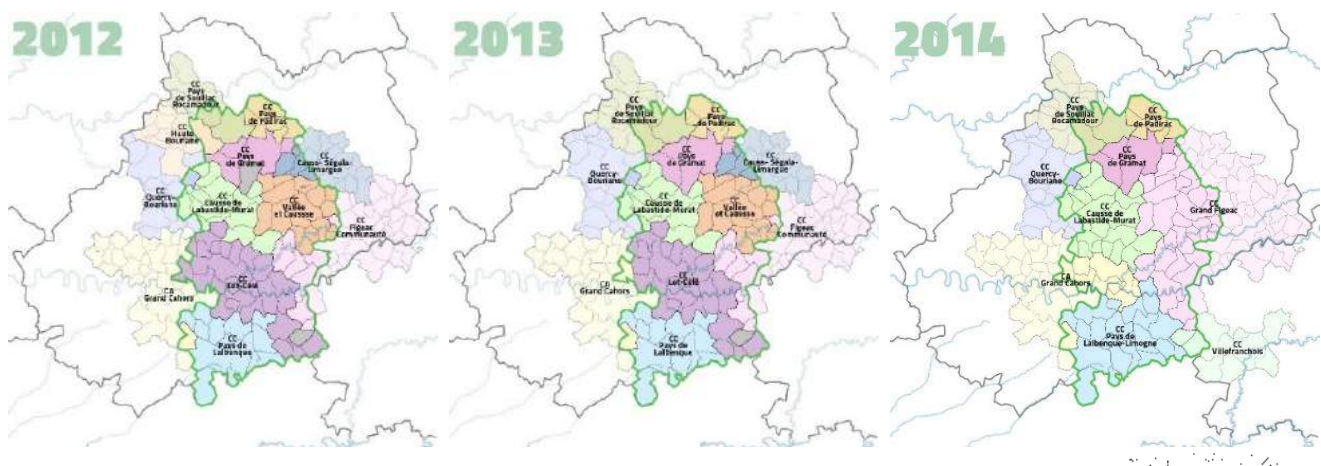 2012
CC
Pays
de Souillac
Rocamadour
CC
Pays
de Padirac
CC
Haute
Bouriane
CC
Pays
de Gramat
CC
Causse- Ségala-
Limargue
CC
Quercy-
Bouriane
CC
Causse de
Labastide-Murat
CC
Vallée
et Causse
CC
Figeac
Communauté
CC
Lot-Célé
CA
Grand Cahors
CC
Pays de
Lalbenque
2013
CC
Pays
de Souillac
Rocamadour
CC
Pays
de Padirac
CC
Pays
de Gramat
CC
Causse- Ségala-
Limargue
CC
Quercy-
Bouriane
CC
Causse de
Labastide-Murat
CC
Vallée
et Causse
CC
Figeac
Communauté
CC
Lot-Célé
CA
Grand Cahors
CC
Pays de
Lalbenque
2014
CC
Pays
de Souillac
Rocamadour
CC
Pays
de Padirac
CC
Pays
de Gramat
CC
Quercy-
Bouriane
CC
Causse de
Labastide-Murat
CC
Grand Figeac
CA
Grand Cahors
CC
Pays de
Lalbenque-Limogne
CC
Villefranchois